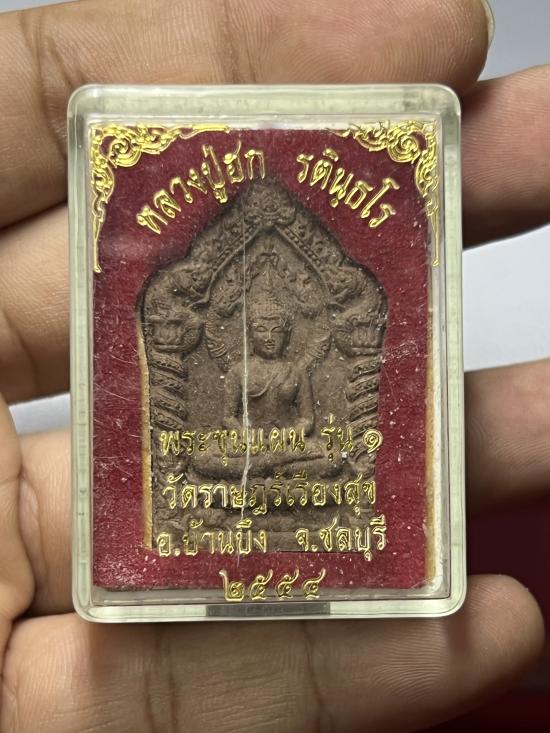 หลวงปู่ฮก รตินฺธโร
พระขุนแผน รุ่น ๑
วัดราษฎร์เรืองสุข
อ.บ้านบึง จ.ชลบุรี
๒๕๕๔